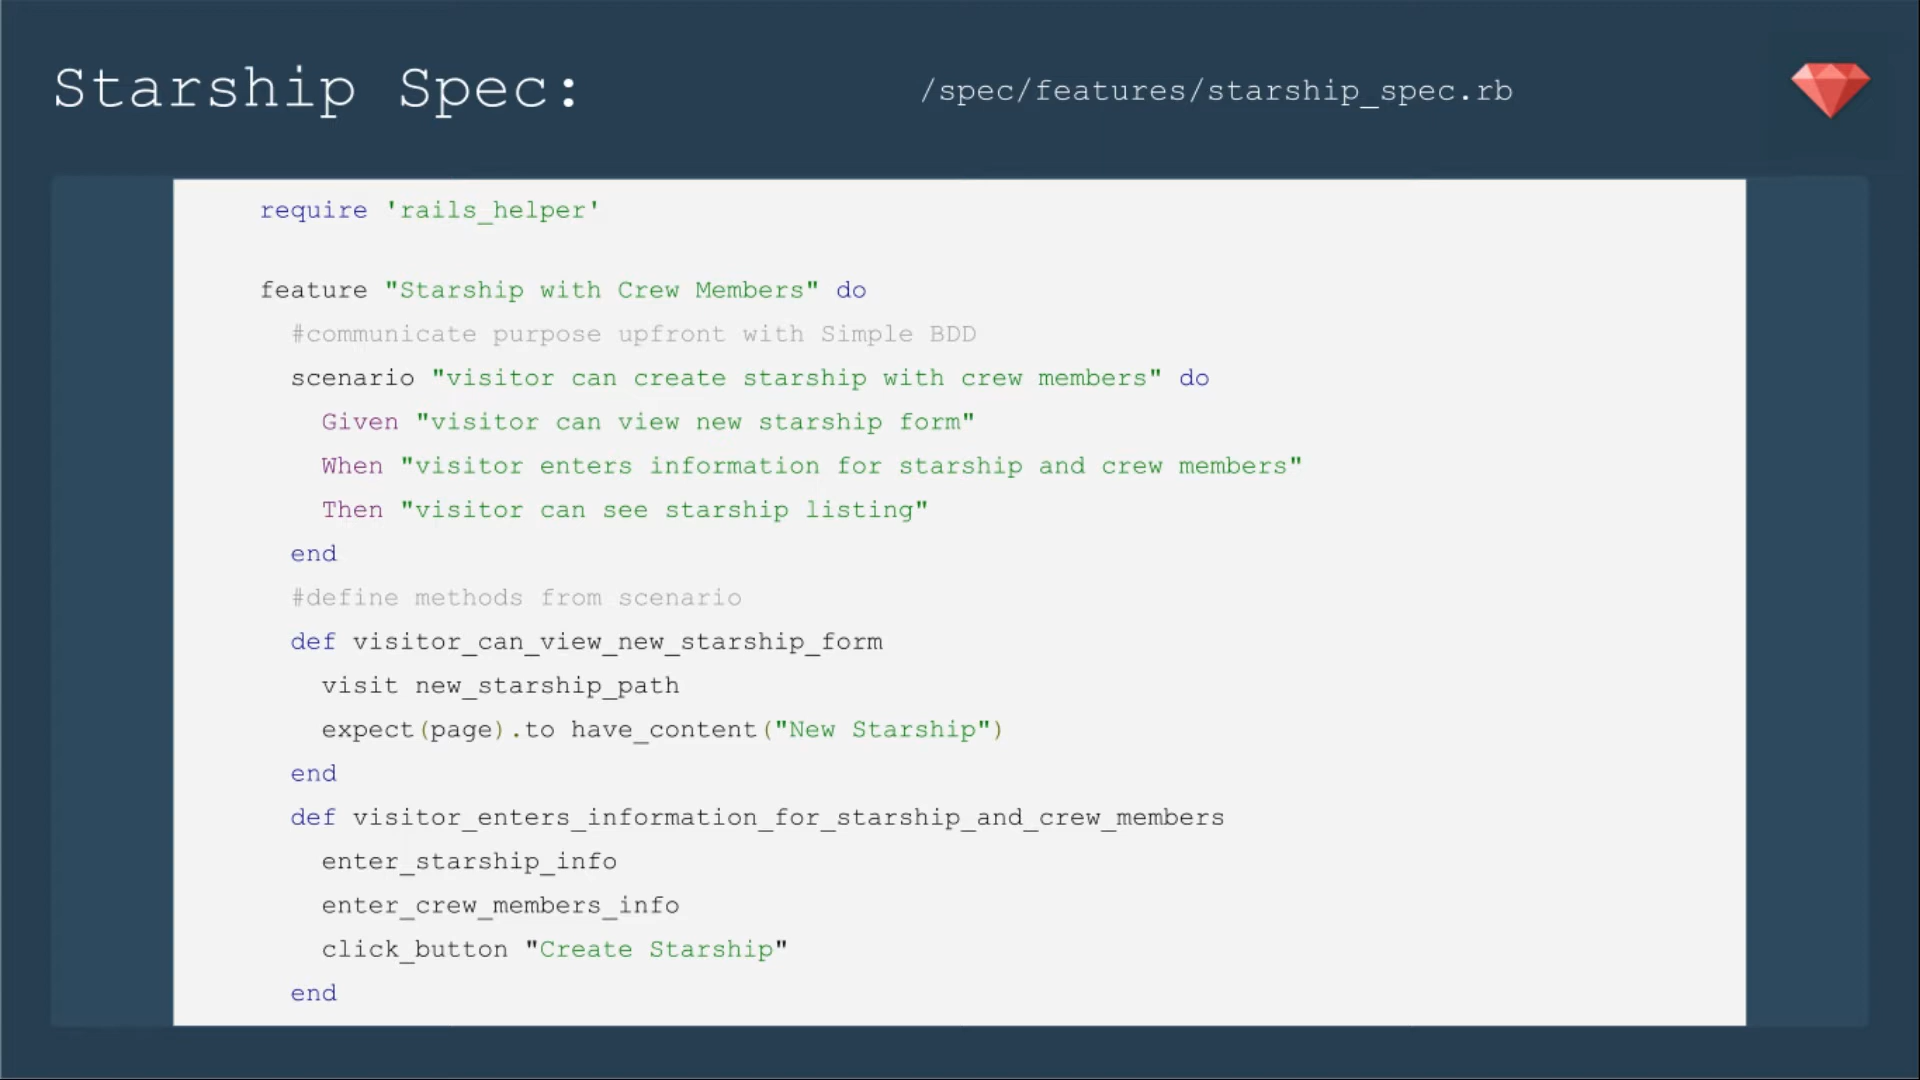 Starship Spec:
/spec/features/starship_spec.rb
require 'rails_helper'
feature "Starship with Crew Members" do
#communicate purpose upfront with Simple BDD
scenario "visitor can create starship with crew members" do
Given "visitor can view new starship form"
When "visitor enters information for starship and crew members"
Then "visitor can see starship listing"
end
#define methods from scenario
def visitor_can_view_new_starship_form
visit new_starship_path
expect(page).to have_content("New Starship")
end
def visitor_enters_information_for_starship_and_crew_members
enter_starship_info
enter_crew_members_info
click_button "Create Starship"
end